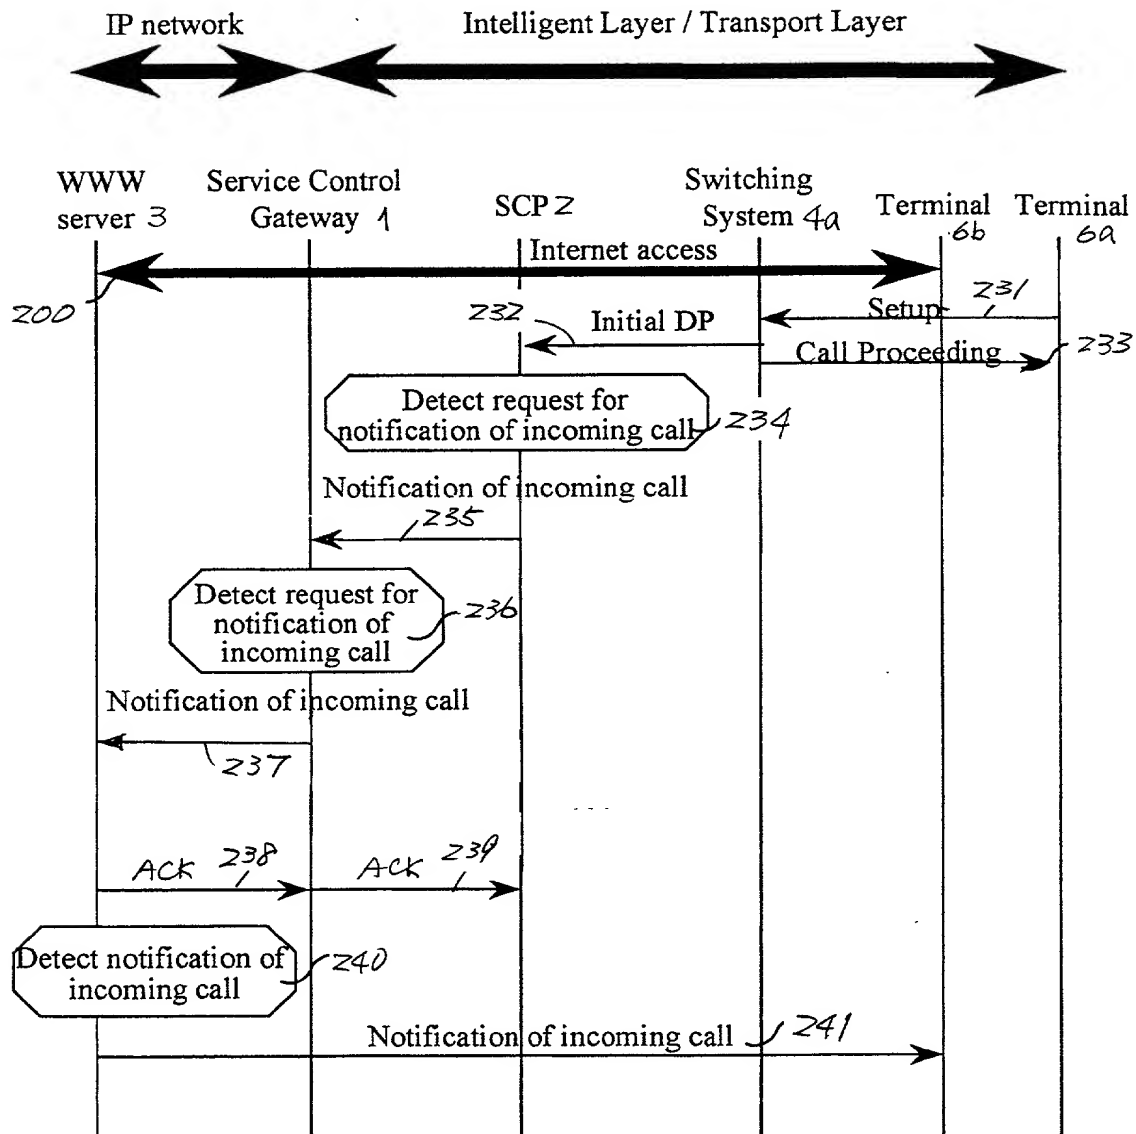 IP network
Intelligent Layer / Transport Layer
WWW
server 3
Service Control
Gateway 1
SCP 2
Switching
System 4a
Terminal
6b
Terminal
6a
Internet access
200
231
Setup
232
Initial DP
Call Proceeding
233
Detect request for
notification of incoming call
234
Notification of incoming call
235
Detect request for
notification of
incoming call
236
Notification of incoming call
237
ACK 238
ACK 239
Detect notification of
incoming call
240
Notification of incoming call
241